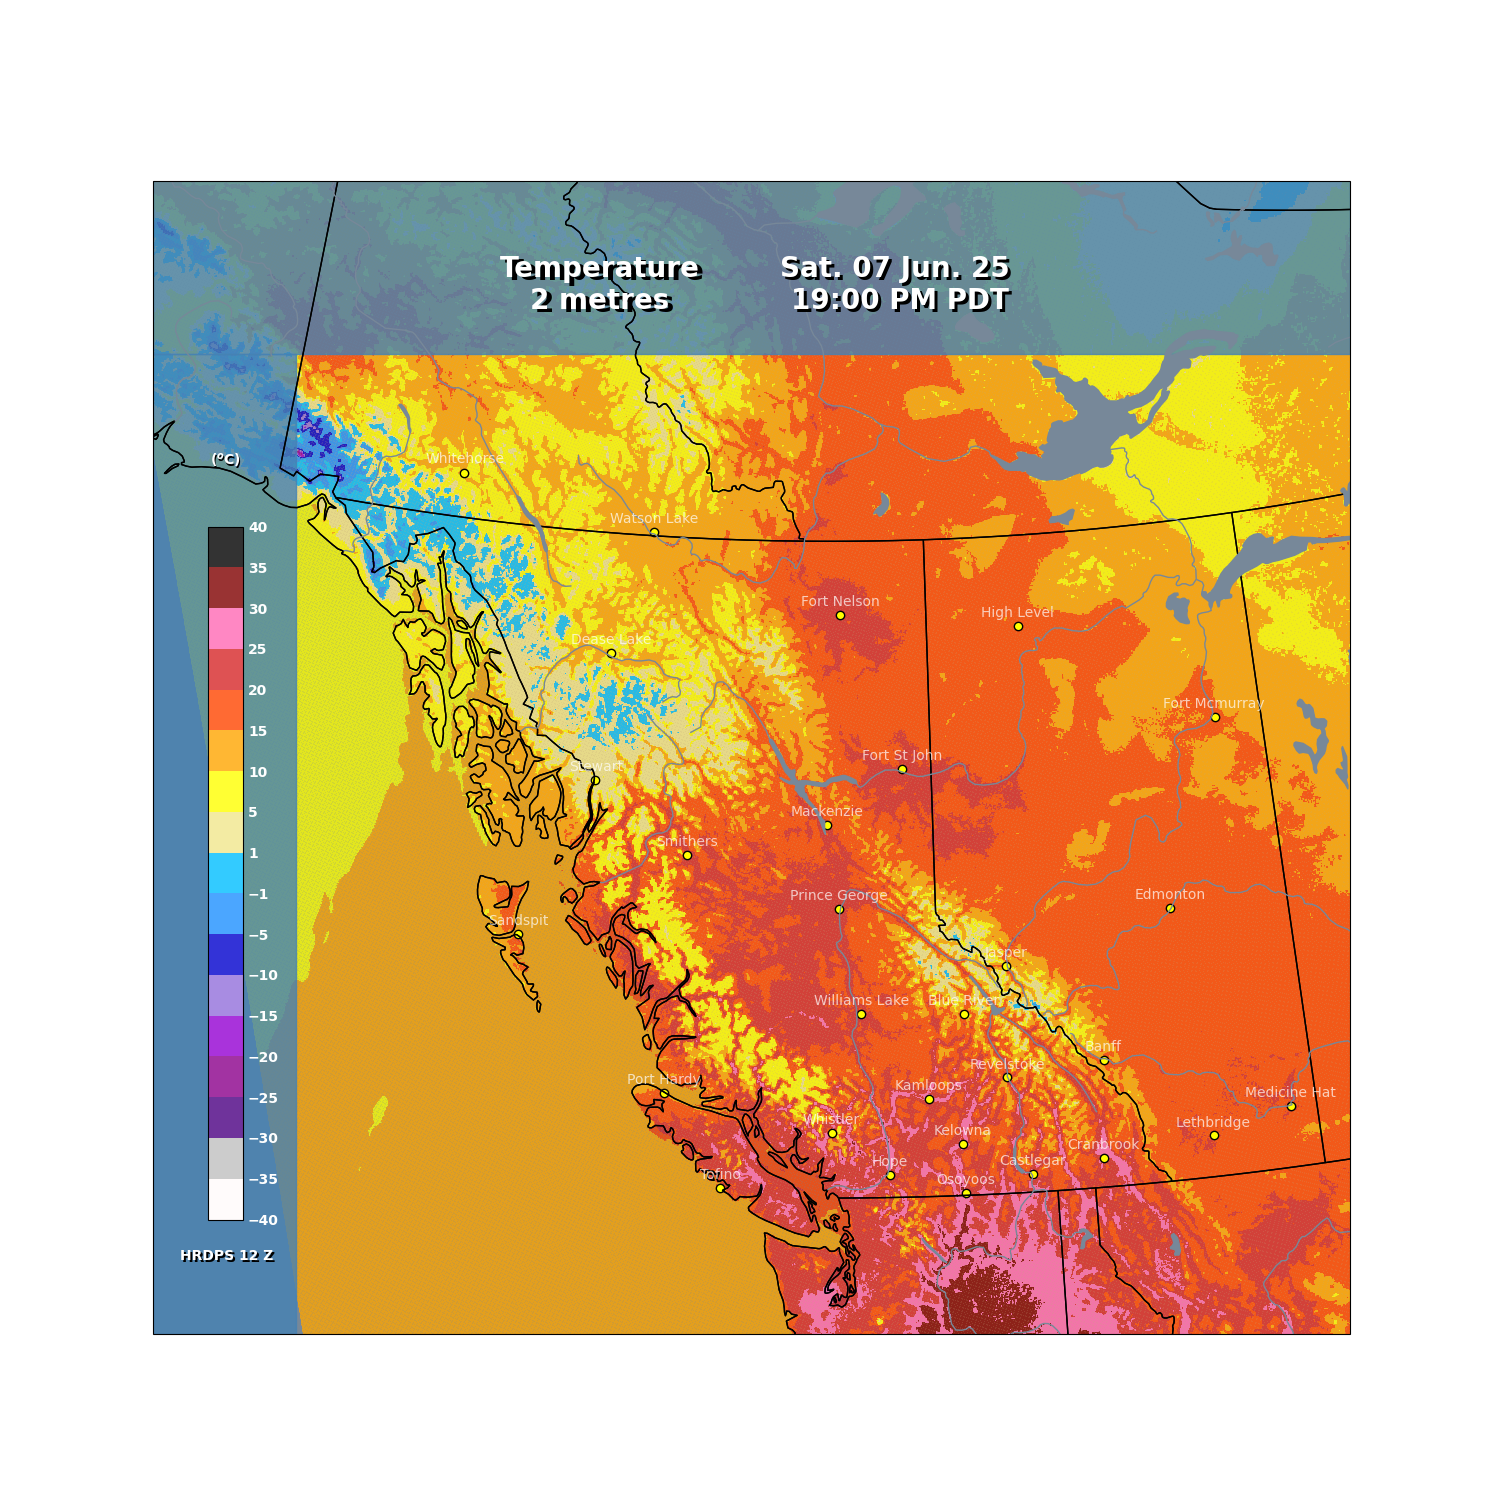 Temperature
2 metres
Sat. 07 Jun. 25
19:00 PM PDT
(°C)
40
35
30
25
20
15
10
5
1
−1
−5
−10
−15
−20
−25
−30
−35
−40
HRDPS 12 Z
Whitehorse
Watson Lake
Fort Nelson
High Level
Dease Lake
Fort Mcmurray
Fort St John
Stewart
Mackenzie
Smithers
Prince George
Edmonton
Sandspit
Jasper
Williams Lake
Blue River
Banff
Revelstoke
Port Hardy
Kamloops
Medicine Hat
Whistler
Lethbridge
Kelowna
Cranbrook
Hope
Castlegar
Tofino
Osoyoos